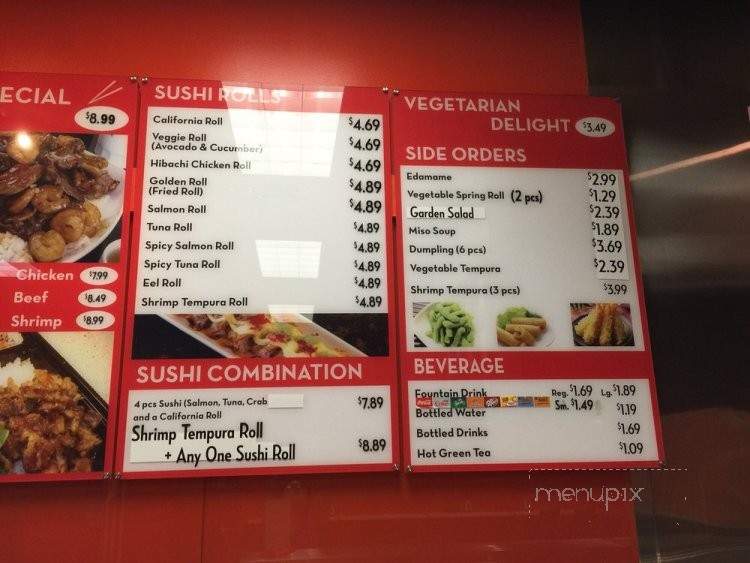 ECIAL
$8.99
Chicken $7.99
Beef $8.49
Shrimp $8.99
SUSHI ROLLS
California Roll $4.69
Veggie Roll
(Avocado & Cucumber) $4.69
Hibachi Chicken Roll $4.69
Golden Roll
(Fried Roll) $4.89
Salmon Roll $4.89
Tuna Roll $4.89
Spicy Salmon Roll $4.89
Spicy Tuna Roll $4.89
Eel Roll $4.89
Shrimp Tempura Roll $4.89
SUSHI COMBINATION
4 pcs Sushi (Salmon, Tuna, Crab
and a California Roll $7.89
Shrimp Tempura Roll
+ Any One Sushi Roll $8.89
VEGETARIAN
DELIGHT $3.49
SIDE ORDERS
Edamame $2.99
Vegetable Spring Roll (2 pcs) $1.29
Garden Salad $2.39
Miso Soup $1.89
Dumpling (6 pcs) $3.69
Vegetable Tempura $2.39
Shrimp Tempura (3 pcs) $3.99
BEVERAGE
Fountain Drink Reg. $1.69 Lg. $1.89
Sm. $1.49
Bottled Water $1.19
Bottled Drinks $1.69
Hot Green Tea $1.09
menupix